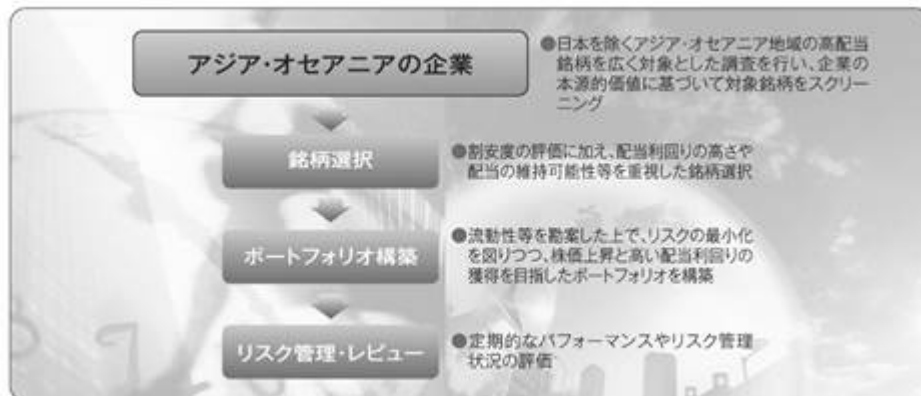 アジア・オセアニアの企業
●日本を除くアジア・オセアニア地域の高配当
銘柄を広く対象とした調査を行い、企業の
本源的価値に基づいて対象銘柄をスクリー
ニング
銘柄選択
●割安度の評価に加え、配当利回りの高さや
配当の維持可能性等を重視した銘柄選択
ポートフォリオ構築
●流動性等を勘案した上で、リスクの最小化
を図りつつ、株価上昇と高い配当利回りの
獲得を目指したポートフォリオを構築
リスク管理・レビュー
●定期的なパフォーマンスやリスク管理
状況の評価